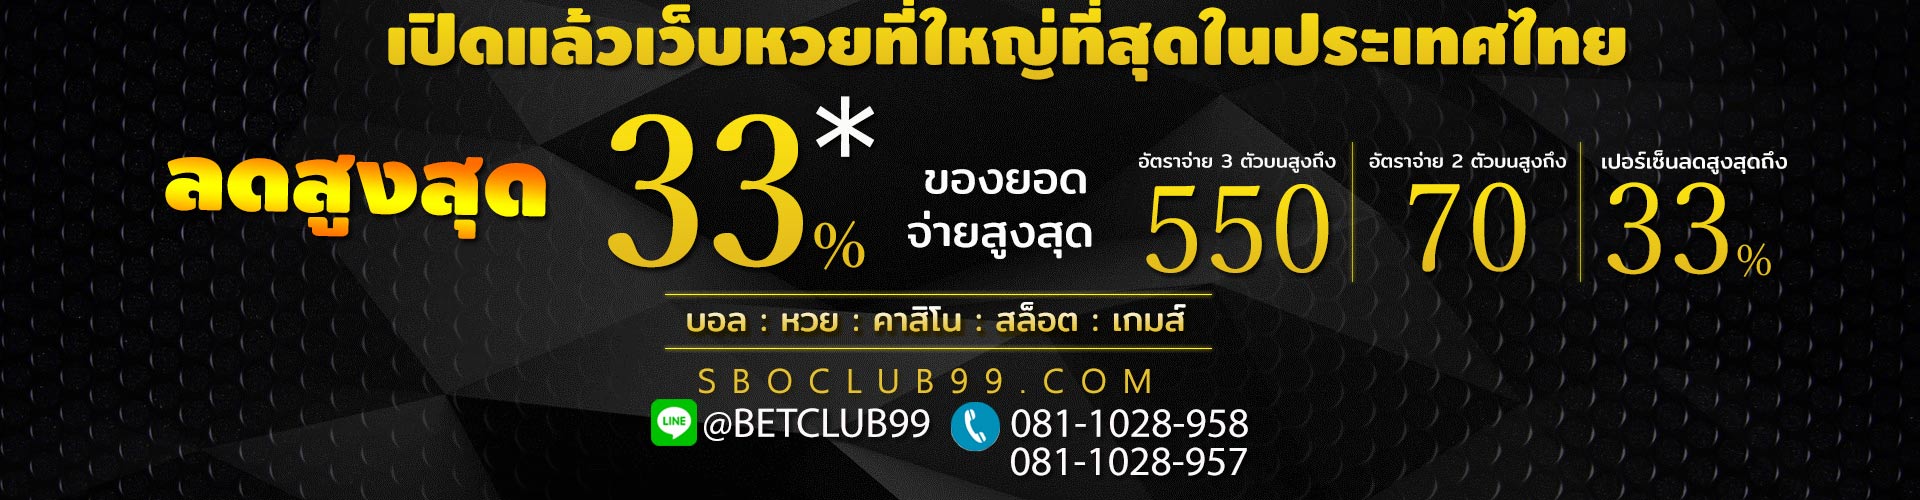 เปิดแล้วเว็บหวยที่ใหญ่ที่สุดในประเทศไทย
ลดสูงสุด
33%*
ของยอด
จ่ายสูงสุด
อัตราจ่าย 3 ตัวบนสูงถึง
550
อัตราจ่าย 2 ตัวบนสูงถึง
70
เปอร์เซ็นลดสูงสุดถึง
33%
บอล : หวย : คาสิโน : สล็อต : เกมส์
SBOCLUB99.COM
LINE @BETCLUB99 081-1028-958
081-1028-957